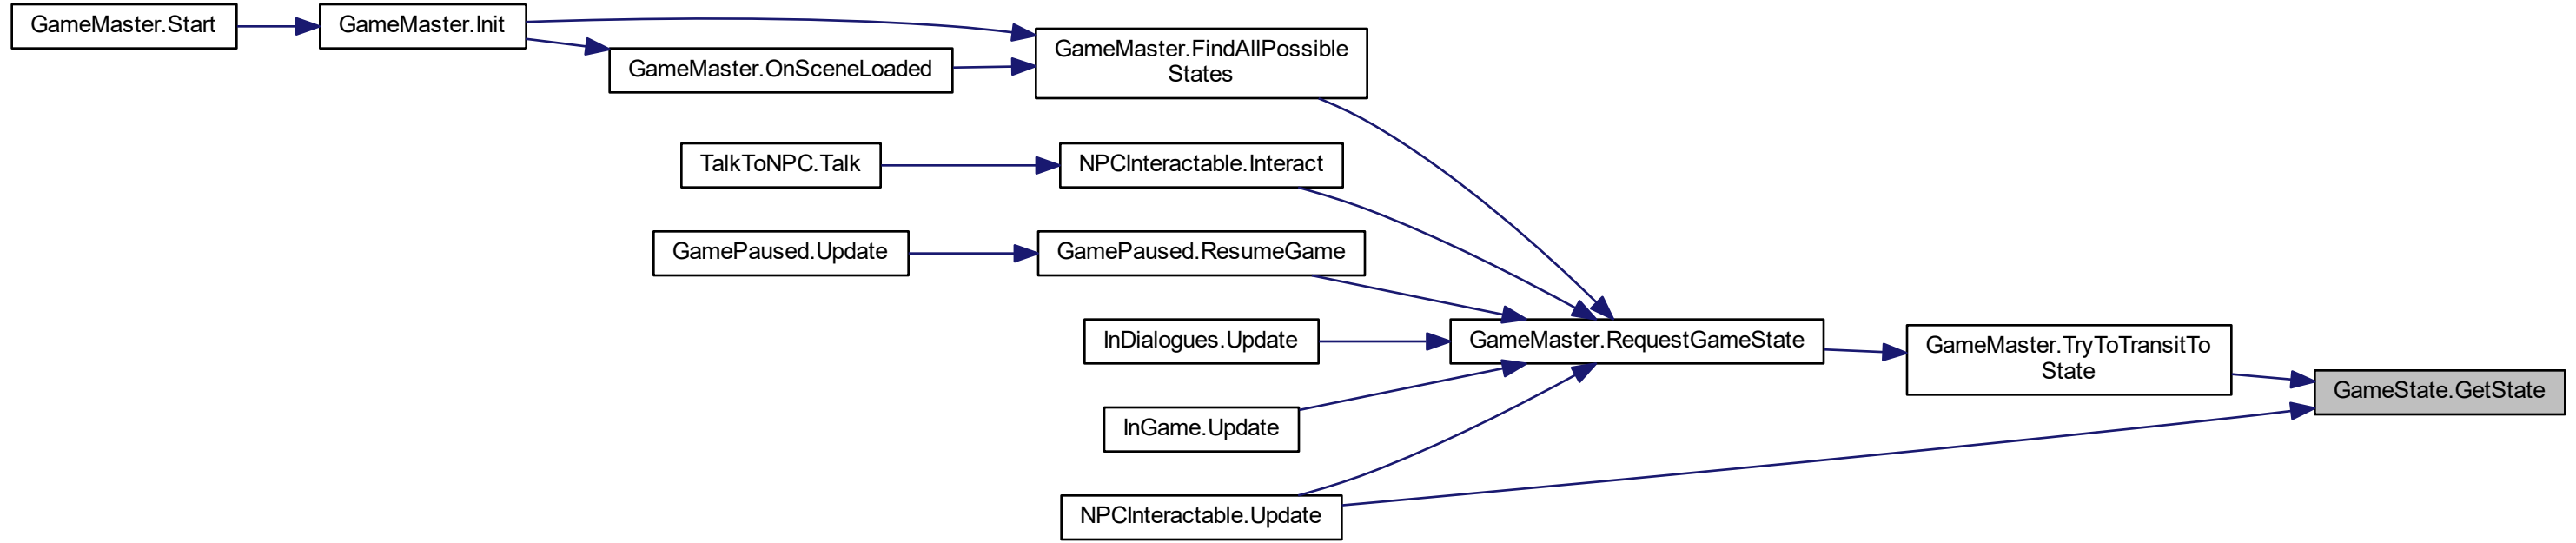 GameMaster.Start
GameMaster.Init
GameMaster.OnSceneLoaded
GameMaster.FindAllPossible
States
TalkToNPC.Talk
NPCInteractable.Interact
GamePaused.Update
GamePaused.ResumeGame
InDialogues.Update
GameMaster.RequestGameState
GameMaster.TryToTransitTo
State
GameState.GetState
InGame.Update
NPCInteractable.Update